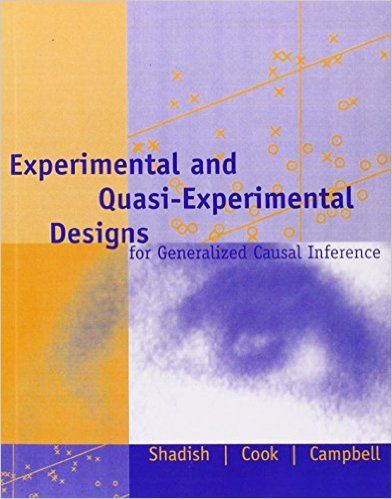 Experimental and
Quasi-Experimental
Designs
for Generalized Causal Inference
Shadish | Cook | Campbell